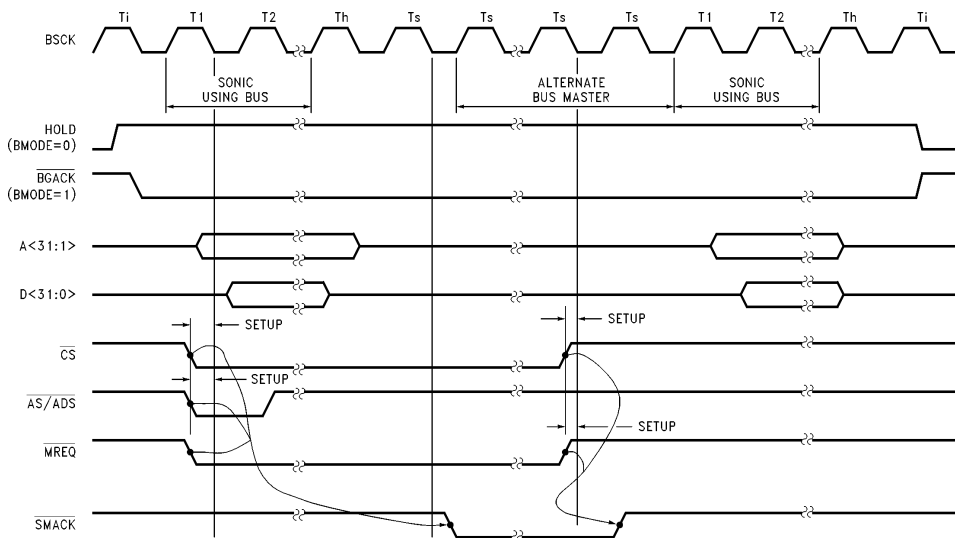 Ti T1 T2 Th Ts Ts Ts Ts T1 T2 Th Ti
BSCK
SONIC
USING BUS
ALTERNATE
BUS MASTER
SONIC
USING BUS
HOLD
(BMODE=0)
BGACK
(BMODE=1)
A<31:1>
D<31:0>
SETUP SETUP
CS
SETUP
AS/ADS
SETUP
MREQ
SMACK